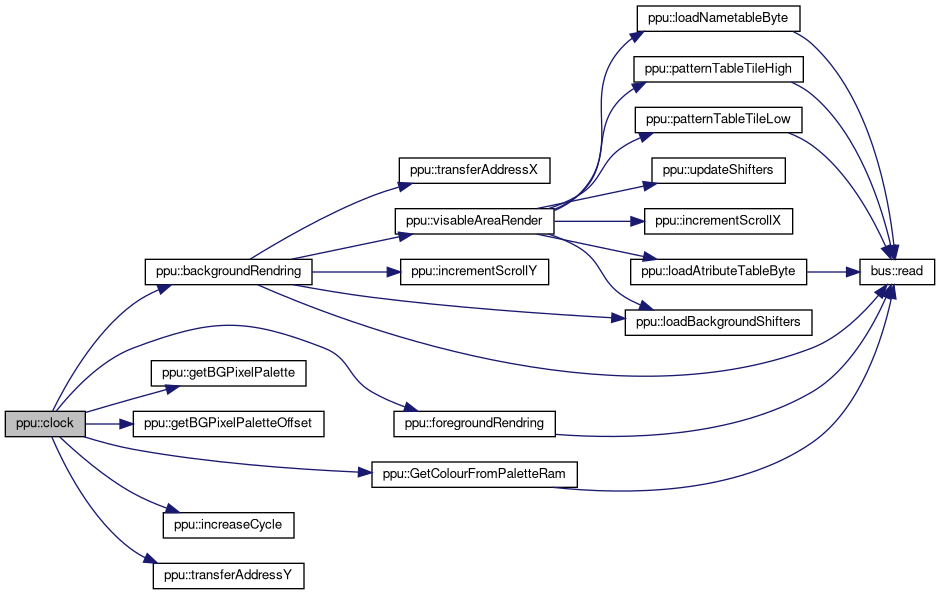 ppu::loadNametableByte
ppu::patternTableTileHigh
ppu::patternTableTileLow
ppu::transferAddressX
ppu::updateShifters
ppu::visableAreaRender
ppu::incrementScrollX
ppu::backgroundRendring
ppu::incrementScrollY
ppu::loadAtributeTableByte
bus::read
ppu::loadBackgroundShifters
ppu::getBGPixelPalette
ppu::clock
ppu::getBGPixelPaletteOffset
ppu::foregroundRendring
ppu::GetColourFromPaletteRam
ppu::increaseCycle
ppu::transferAddressY